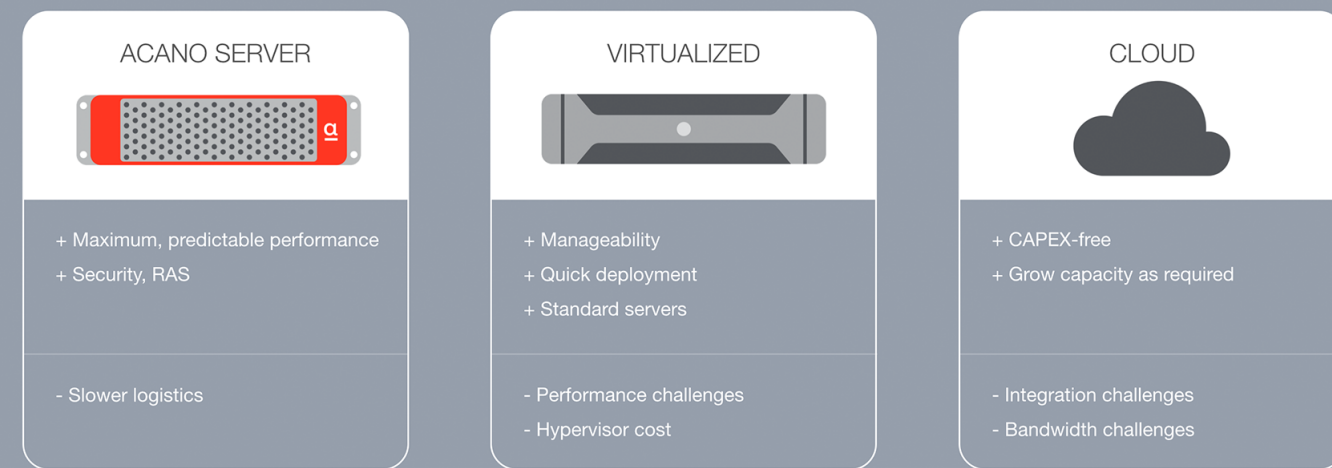 ACANO SERVER
+ Maximum, predictable performance
+ Security, RAS
- Slower logistics
VIRTUALIZED
+ Manageability
+ Quick deployment
+ Standard servers
- Performance challenges
- Hypervisor cost
CLOUD
+ CAPEX-free
+ Grow capacity as required
- Integration challenges
- Bandwidth challenges